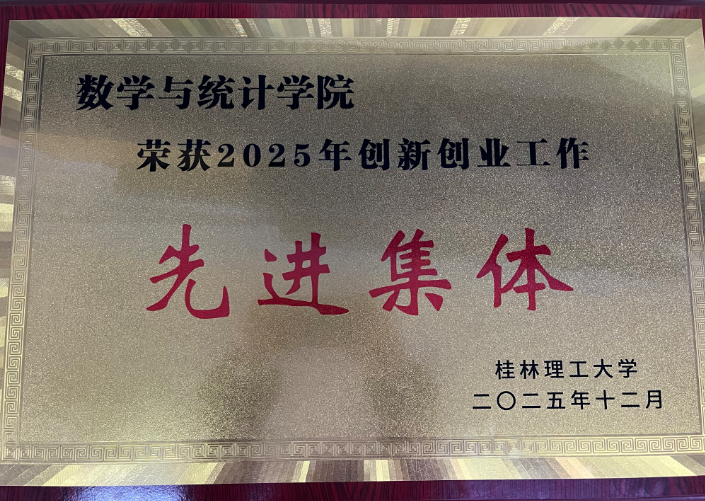 数学与统计学院
荣获2025年创新创业工作
先进集体
桂林理工大学
二〇二五年十二月